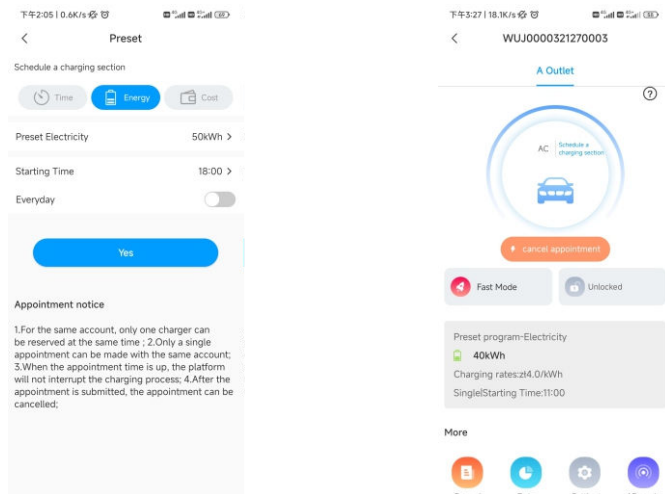 下午2:05 | 0.6K/s
Preset
Schedule a charging section
Time
Energy
Cost
Preset Electricity
50kWh >
Starting Time
18:00 >
Everyday
Yes
Appointment notice
1.For the same account, only one charger can
be reserved at the same time ; 2.Only a single
appointment can be made with the same account;
3.When the appointment time is up, the platform
will not interrupt the charging process; 4.After the
appointment is submitted, the appointment can be
cancelled;
下午3:27 | 18.1K/s
WUJ0000321270003
A Outlet
AC
Schedule a
charging section
cancel appointment
Fast Mode
Unlocked
Preset program-Electricity
40kWh
Charging rates:zł4.0/kWh
Single|Starting Time:11:00
More